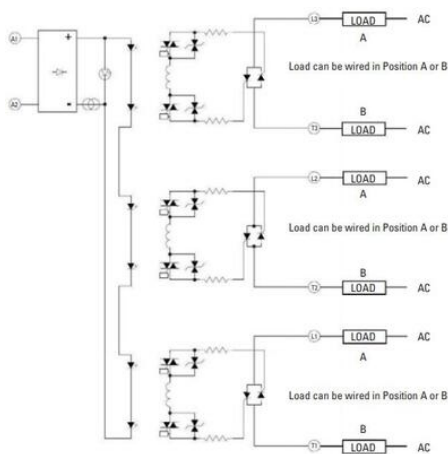 L3 LOAD AC
A1 + A
Load can be wired in Position A or B
B
A2 T3 LOAD AC
L2 LOAD AC
A
Load can be wired in Position A or B
B
T2 LOAD AC
L1 LOAD AC
A
Load can be wired in Position A or B
B
T1 LOAD AC